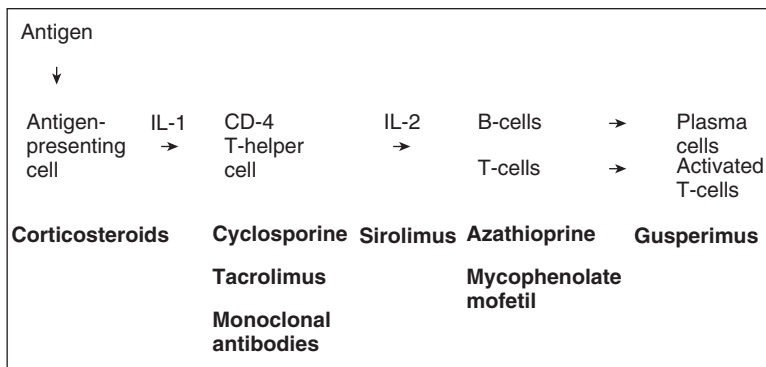 Antigen
Antigen-
presenting
cell
IL-1
CD-4
T-helper
cell
IL-2
B-cells
T-cells
Plasma
cells
Activated
T-cells
Corticosteroids
Cyclosporine
Tacrolimus
Monoclonal
antibodies
Sirolimus
Azathioprine
Mycophenolate
mofetil
Gusperimus